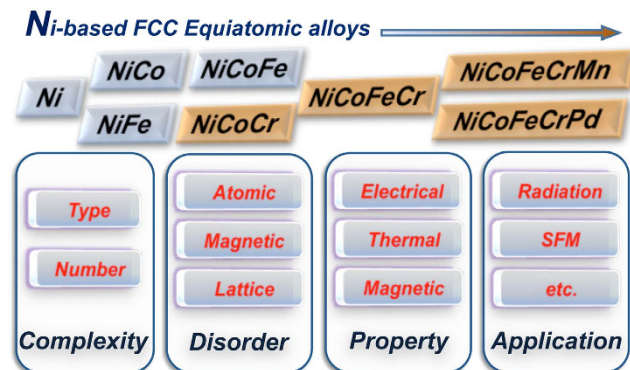 Ni-based FCC Equiatomic alloys
Ni
NiCo
NiFe
NiCoFe
NiCoCr
NiCoFeCr
NiCoFeCrMn
NiCoFeCrPd
Type
Number
Complexity
Atomic
Magnetic
Lattice
Disorder
Electrical
Thermal
Magnetic
Property
Radiation
SFM
etc.
Application